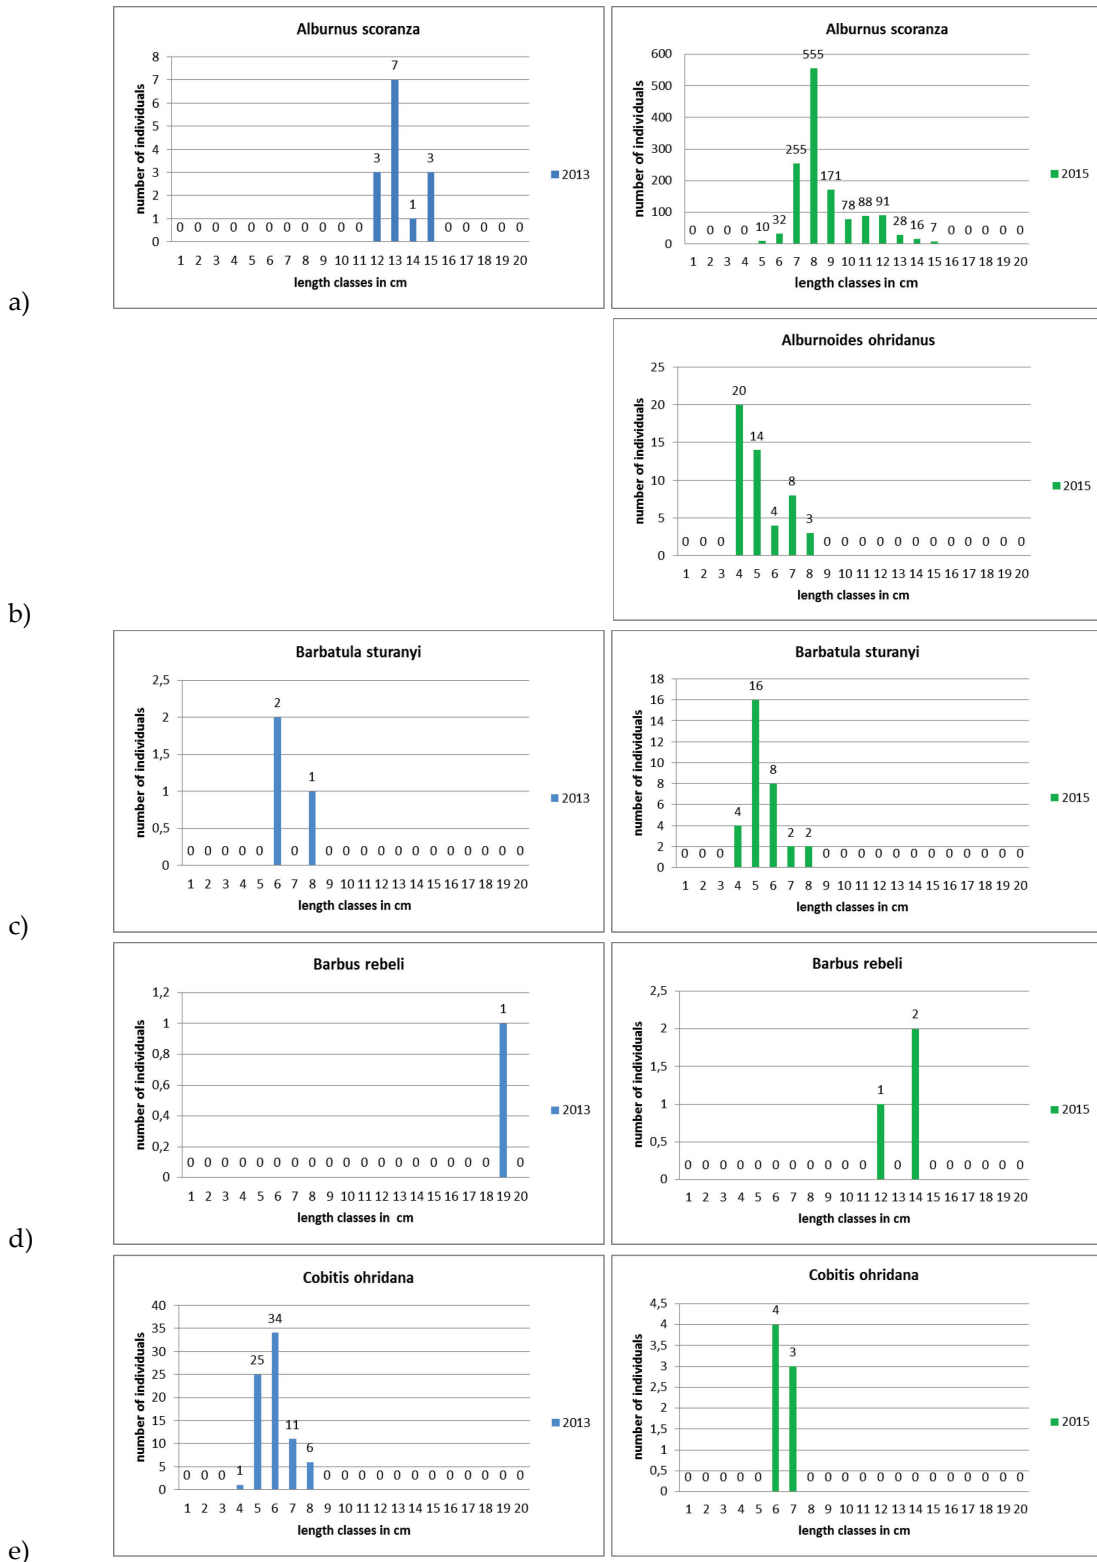 Alburnus scoranza
number of individuals
8
7
6
5
4
3
2
1
0
0 0 0 0 0 0 0 0 0 0 0 3 7 1 3 0 0 0 0 0
1 2 3 4 5 6 7 8 9 10 11 12 13 14 15 16 17 18 19 20
length classes in cm
2013
Alburnus scoranza
number of individuals
600
500
400
300
200
100
0
0 0 0 0 10 32 255 555 171 78 88 91 28 16 7 0 0 0 0 0
1 2 3 4 5 6 7 8 9 10 11 12 13 14 15 16 17 18 19 20
length classes in cm
2015
a)
Alburnoides ohridanus
number of individuals
25
20
15
10
5
0
0 0 0 20 14 4 8 3 0 0 0 0 0 0 0 0 0 0 0 0
1 2 3 4 5 6 7 8 9 10 11 12 13 14 15 16 17 18 19 20
length classes in cm
2015
b)
Barbatula sturanyi
number of individuals
2,5
2
1,5
1
0,5
0
0 0 0 0 0 2 0 1 0 0 0 0 0 0 0 0 0 0 0 0
1 2 3 4 5 6 7 8 9 10 11 12 13 14 15 16 17 18 19 20
length classes in cm
2013
Barbatula sturanyi
number of individuals
18
16
14
12
10
8
6
4
2
0
0 0 0 4 16 8 2 2 0 0 0 0 0 0 0 0 0 0 0 0
1 2 3 4 5 6 7 8 9 10 11 12 13 14 15 16 17 18 19 20
length classes in cm
2015
c)
Barbus rebeli
number of individuals
1,2
1
0,8
0,6
0,4
0,2
0
0 0 0 0 0 0 0 0 0 0 0 0 0 0 0 0 0 0 1 0
1 2 3 4 5 6 7 8 9 10 11 12 13 14 15 16 17 18 19 20
length classes in cm
2013
Barbus rebeli
number of individuals
2,5
2
1,5
1
0,5
0
0 0 0 0 0 0 0 0 0 0 0 1 0 2 0 0 0 0 0 0
1 2 3 4 5 6 7 8 9 10 11 12 13 14 15 16 17 18 19 20
length classes in cm
2015
d)
Cobitis ohridana
number of individuals
40
35
30
25
20
15
10
5
0
0 0 0 1 25 34 11 6 0 0 0 0 0 0 0 0 0 0 0 0
1 2 3 4 5 6 7 8 9 10 11 12 13 14 15 16 17 18 19 20
length classes in cm
2013
Cobitis ohridana
number of individuals
4,5
4
3,5
3
2,5
2
1,5
1
0,5
0
0 0 0 0 0 4 3 0 0 0 0 0 0 0 0 0 0 0 0 0
1 2 3 4 5 6 7 8 9 10 11 12 13 14 15 16 17 18 19 20
length classes in cm
2015
e)